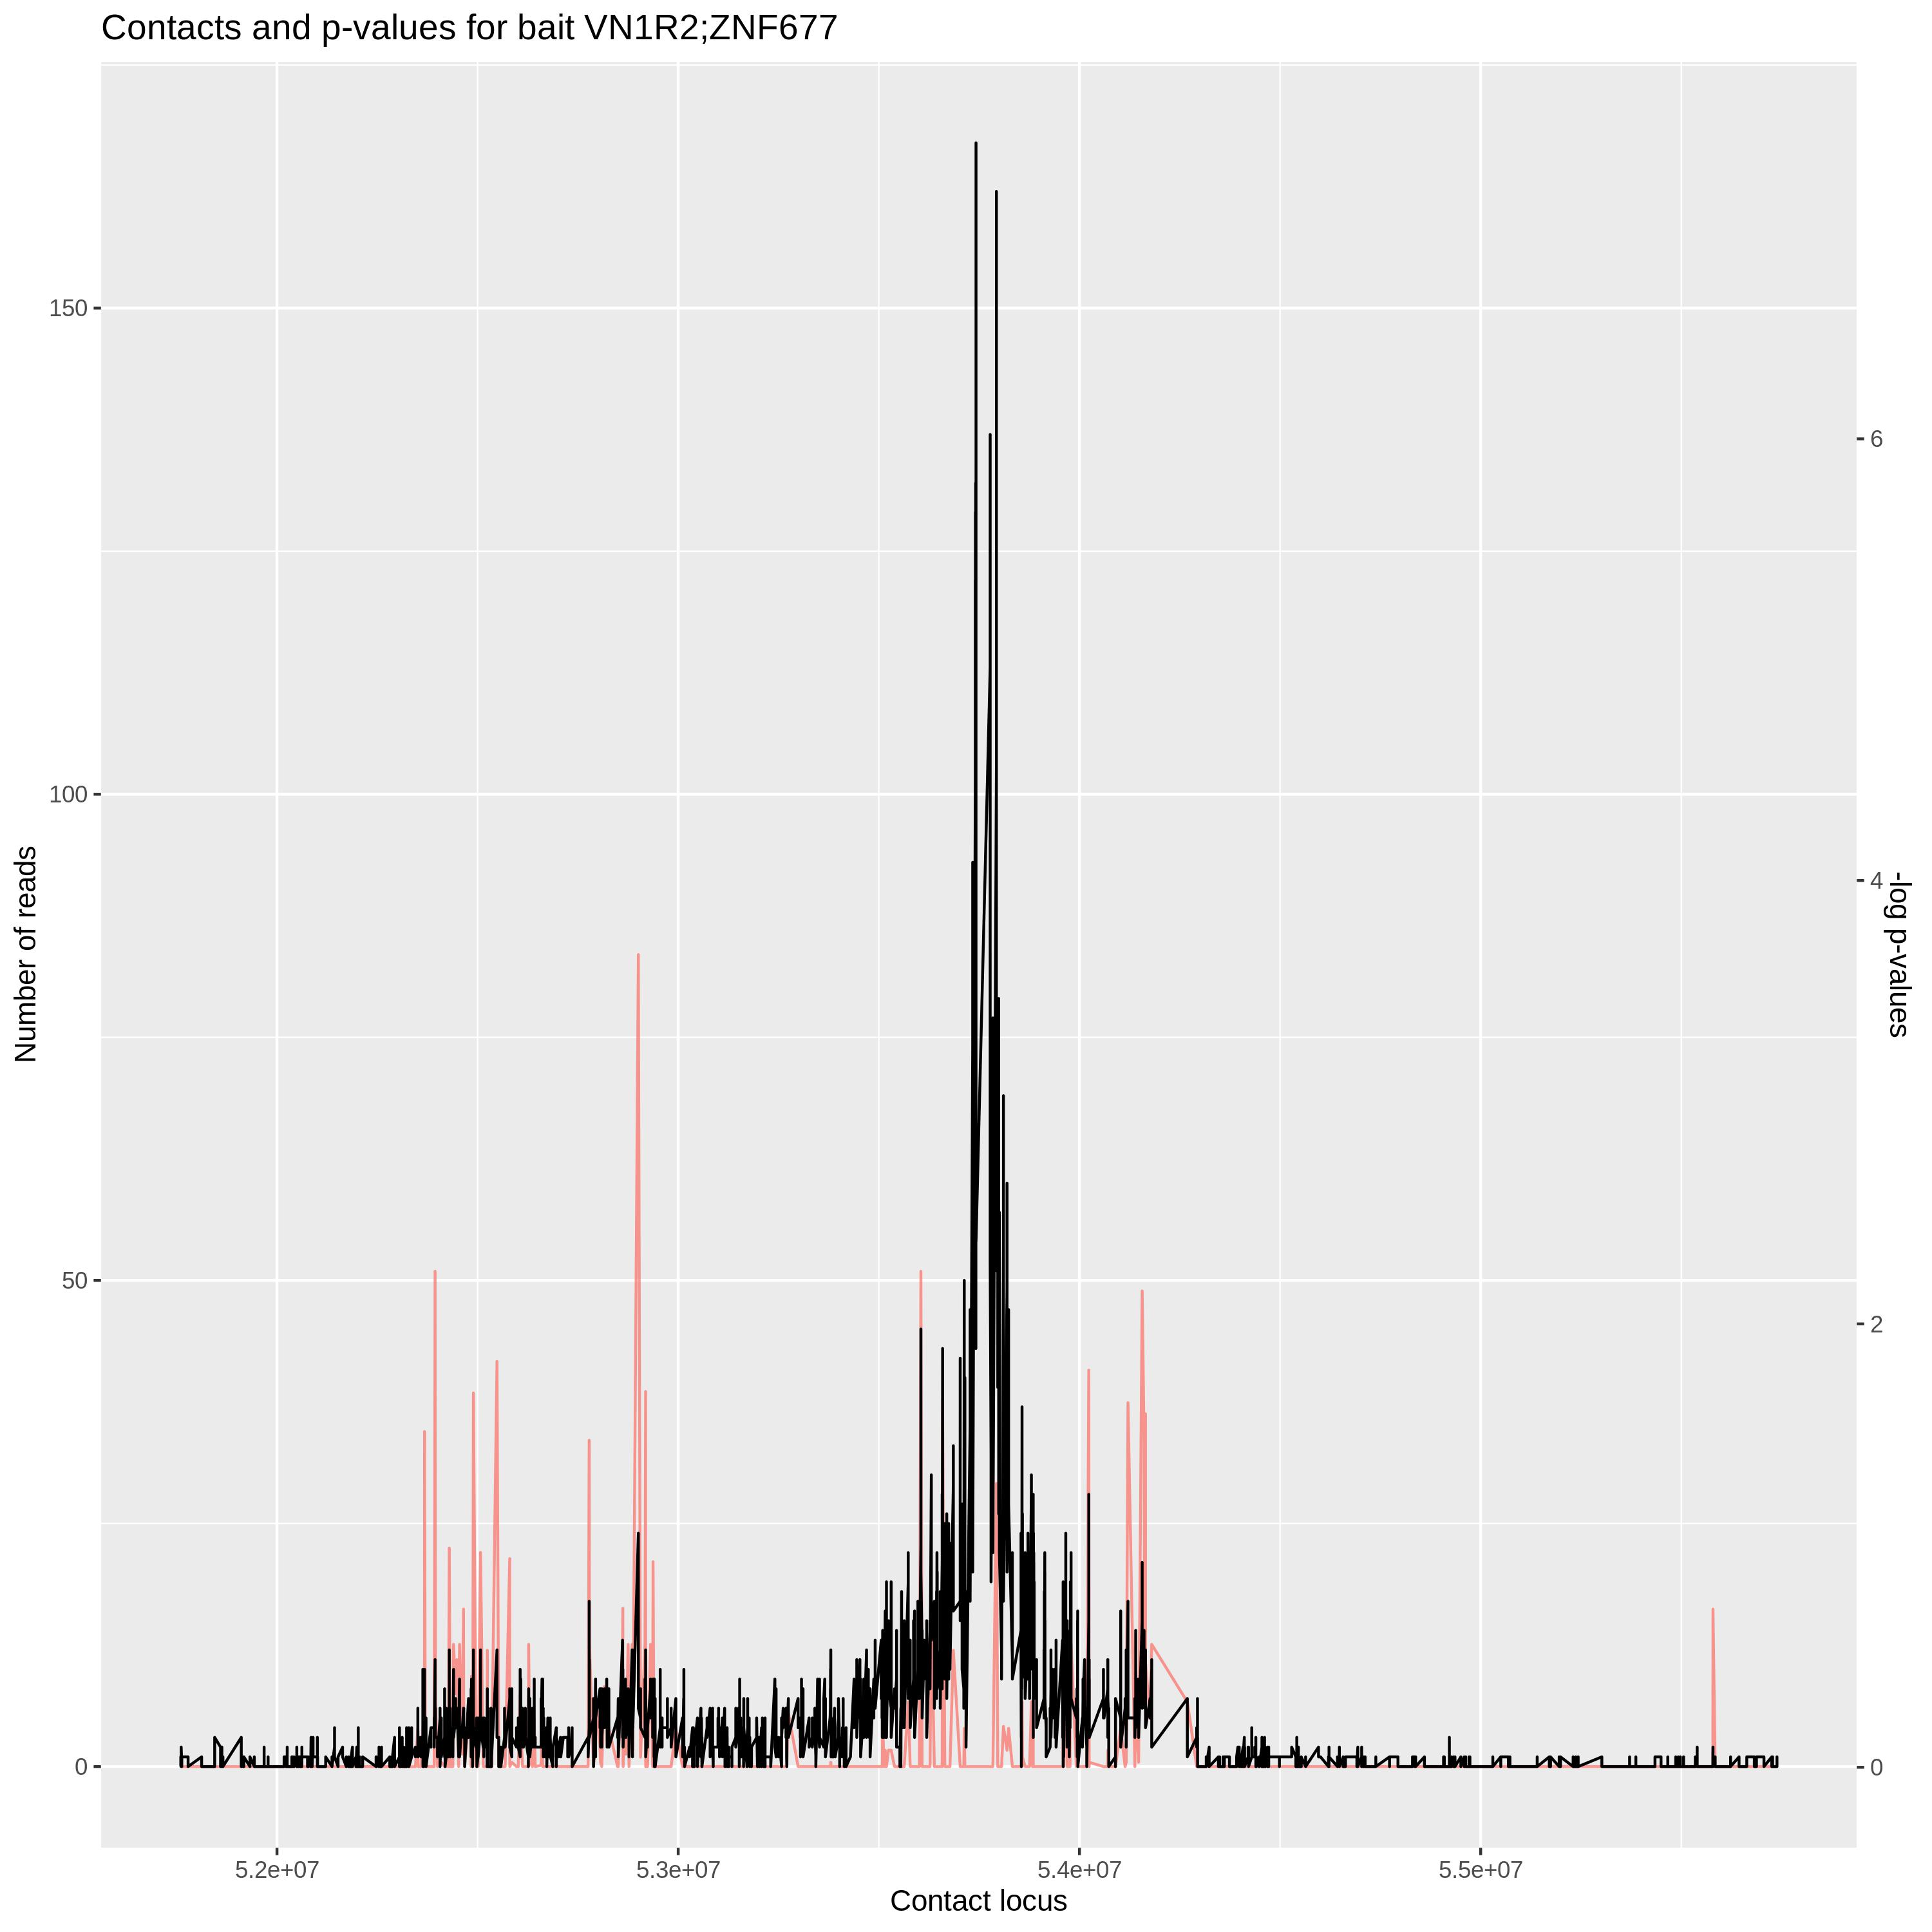 Contacts and p-values for bait VN1R2;ZNF677
150
100
50
0
Number of reads
6
4
2
0
-log p-values
5.2e+07
5.3e+07
5.4e+07
5.5e+07
Contact locus